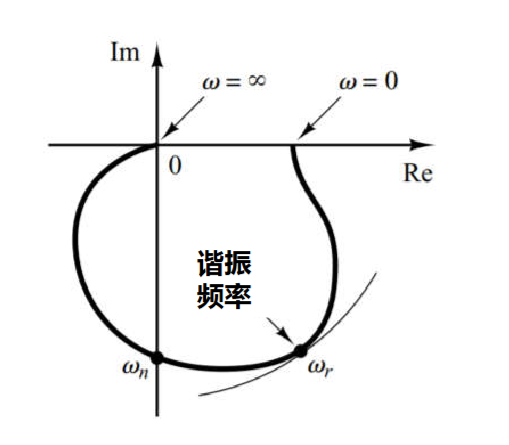 Im
ω = ∞
ω = 0
0
Re
谐振
频率
ωn
ωr